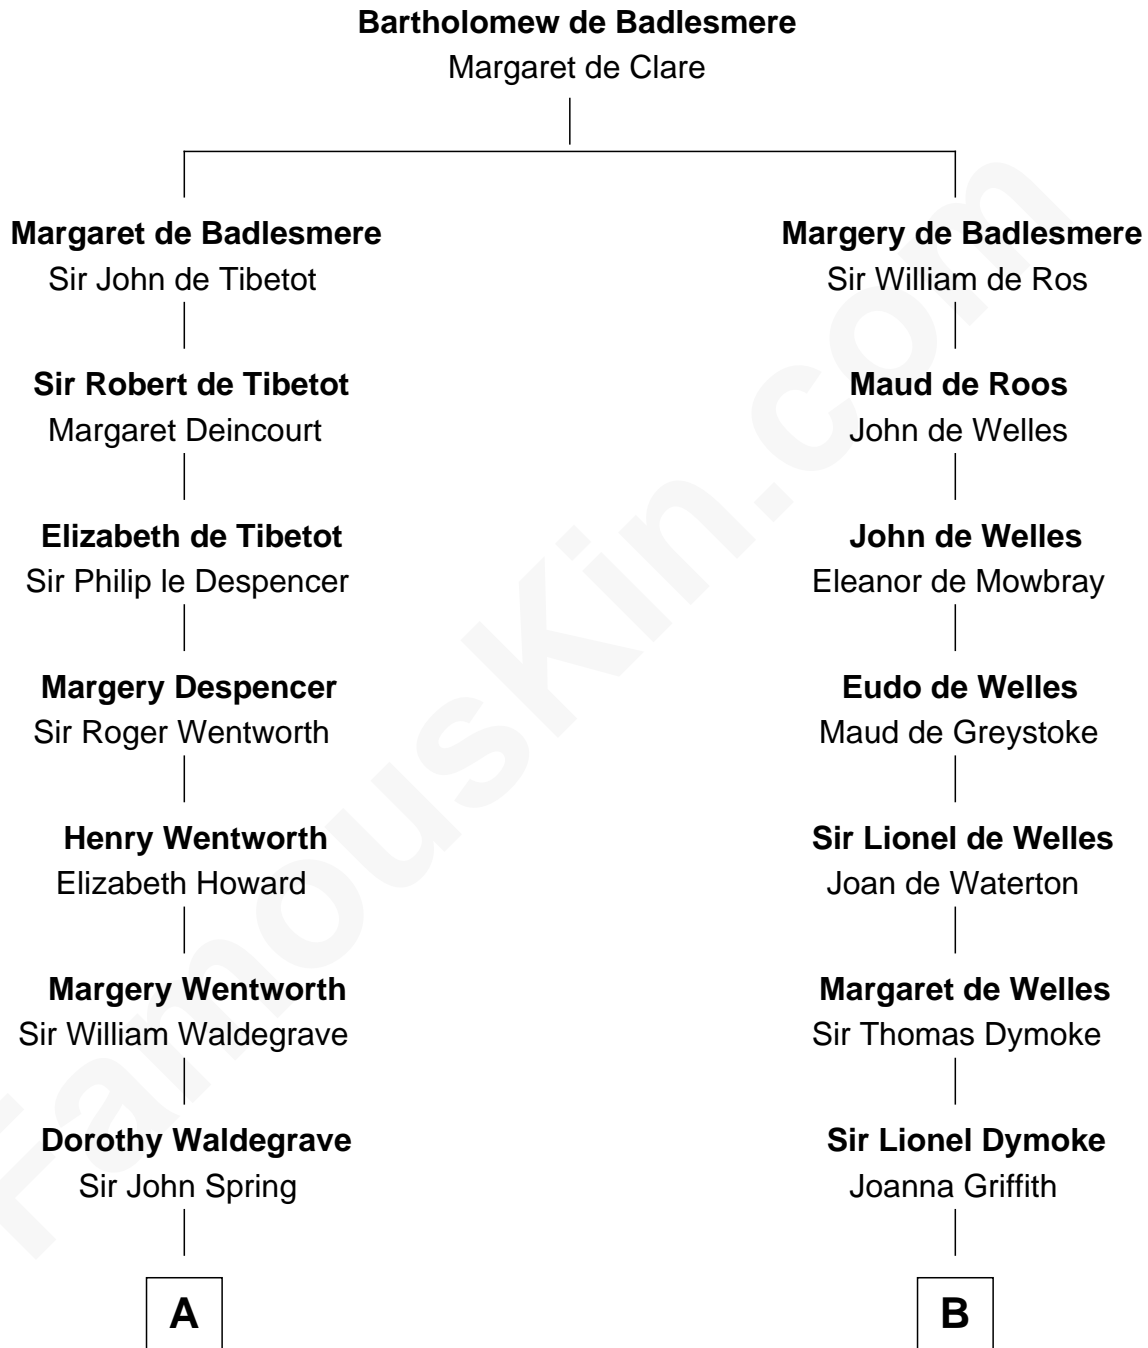 Bartholomew de Badlesmere
Margaret de Clare
Margaret de Badlesmere
Sir John de Tibetot
Margery de Badlesmere
Sir William de Ros
Sir Robert de Tibetot
Margaret Deincourt
Maud de Roos
John de Welles
Elizabeth de Tibetot
Sir Philip le Despencer
John de Welles
Eleanor de Mowbray
Margery Despencer
Sir Roger Wentworth
Eudo de Welles
Maud de Greystoke
Henry Wentworth
Elizabeth Howard
Sir Lionel de Welles
Joan de Waterton
Margery Wentworth
Sir William Waldegrave
Margaret de Welles
Sir Thomas Dymoke
Dorothy Waldegrave
Sir John Spring
Sir Lionel Dymoke
Joanna Griffith
A
B
FamousKin.com